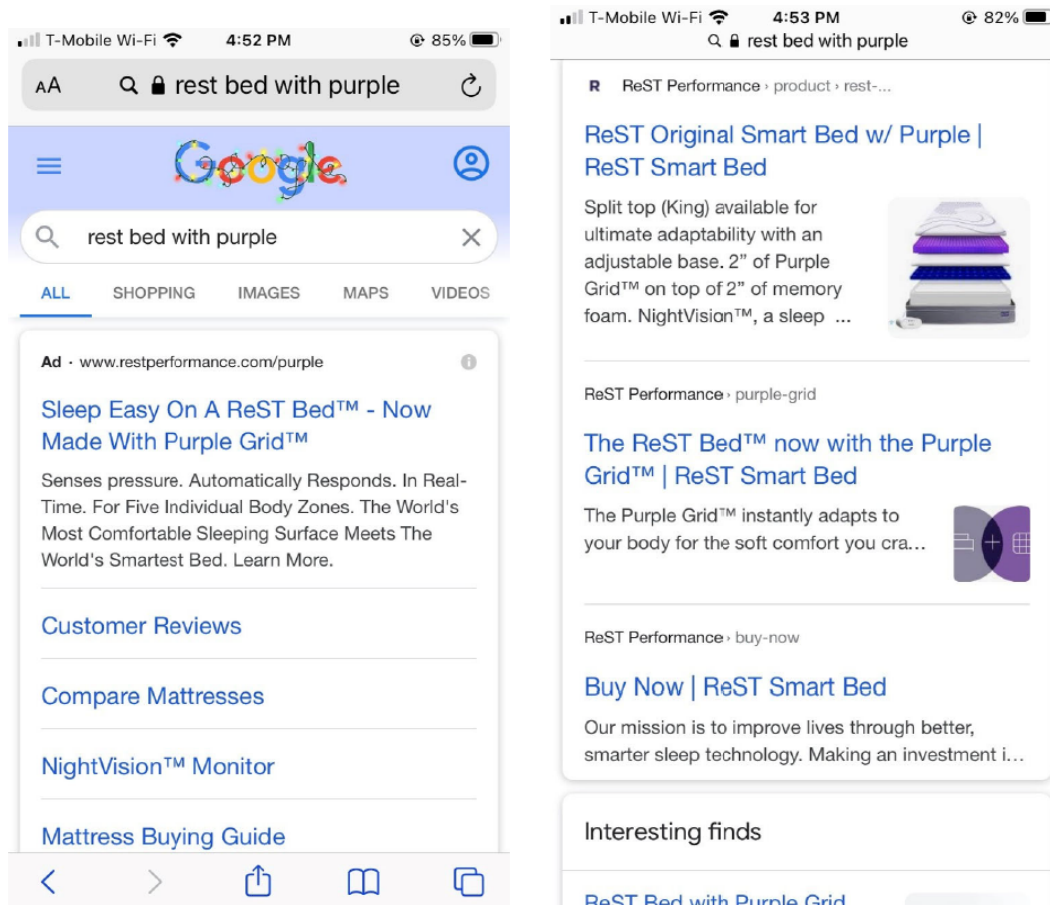 T-Mobile Wi-Fi 4:52 PM 85%
AA rest bed with purple
Google
rest bed with purple
ALL SHOPPING IMAGES MAPS VIDEOS
Ad · www.restperformance.com/purple
Sleep Easy On A ReST Bed™ - Now
Made With Purple Grid™
Senses pressure. Automatically Responds. In Real-
Time. For Five Individual Body Zones. The World's
Most Comfortable Sleeping Surface Meets The
World's Smartest Bed. Learn More.
Customer Reviews
Compare Mattresses
NightVision™ Monitor
Mattress Buying Guide
T-Mobile Wi-Fi 4:53 PM 82%
rest bed with purple
R ReST Performance › product › rest-...
ReST Original Smart Bed w/ Purple |
ReST Smart Bed
Split top (King) available for
ultimate adaptability with an
adjustable base. 2” of Purple
Grid™ on top of 2” of memory
foam. NightVision™, a sleep ...
ReST Performance › purple-grid
The ReST Bed™ now with the Purple
Grid™ | ReST Smart Bed
The Purple Grid™ instantly adapts to
your body for the soft comfort you cra...
ReST Performance › buy-now
Buy Now | ReST Smart Bed
Our mission is to improve lives through better,
smarter sleep technology. Making an investment i...
Interesting finds
ReST Bed with Purple Grid